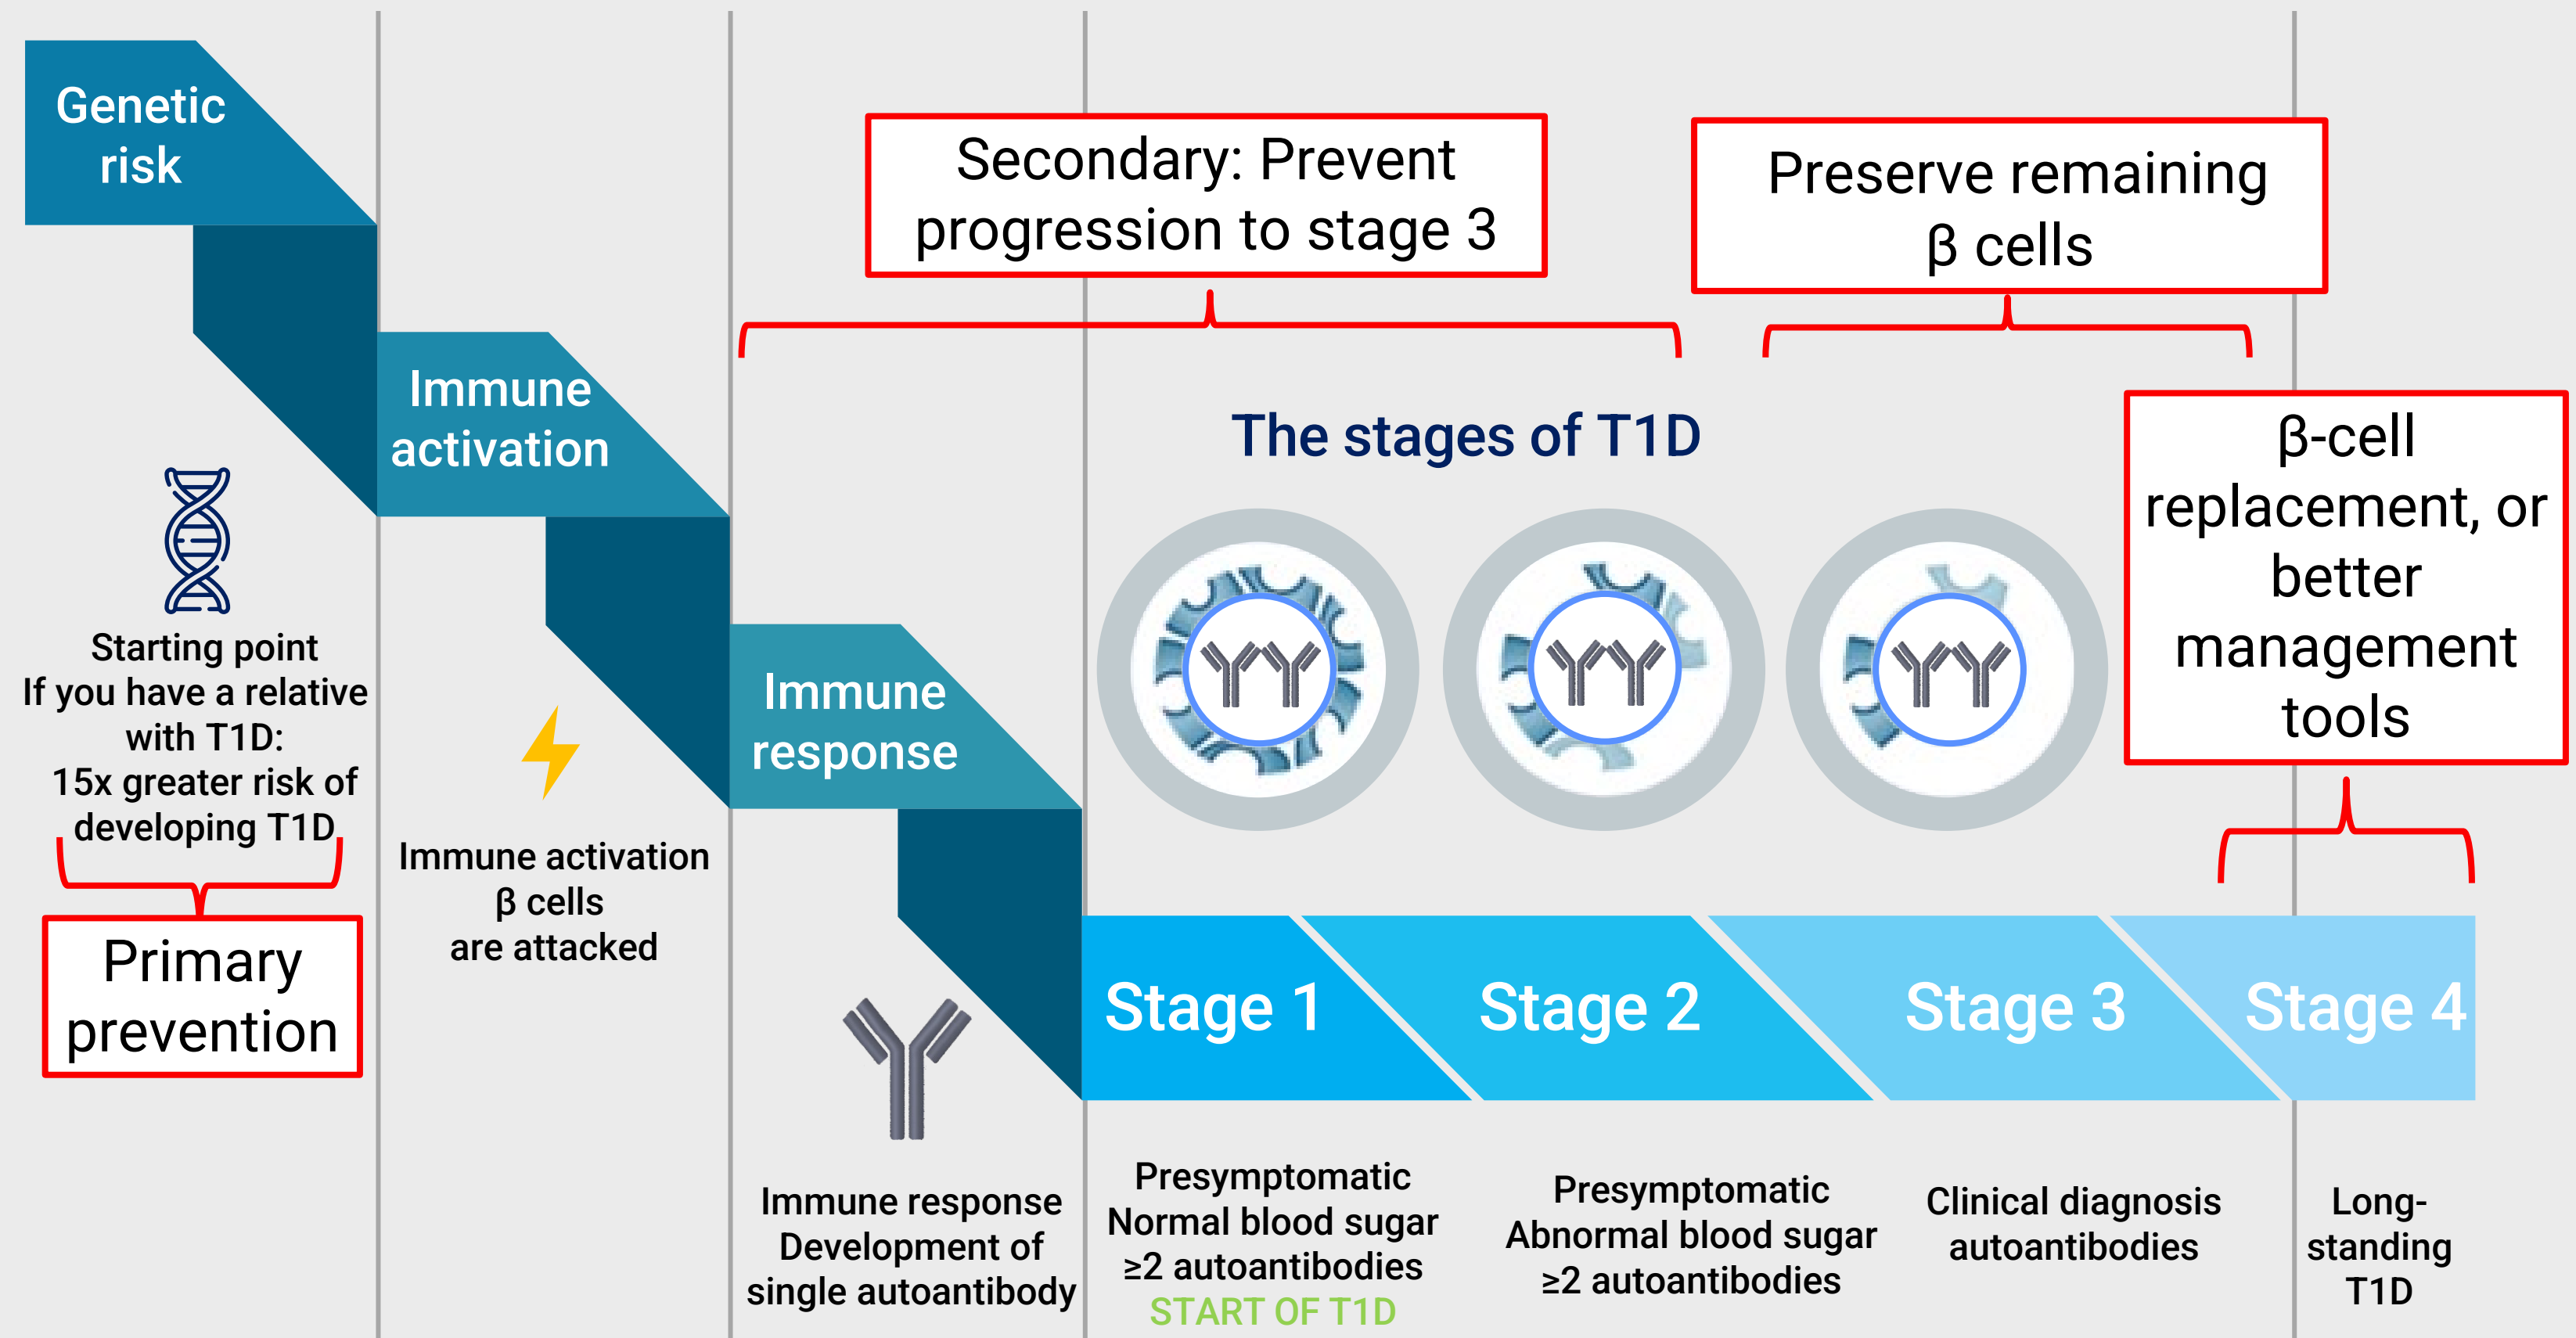 Genetic
risk
Starting point
If you have a relative
with T1D:
15x greater risk of
developing T1D
Primary
prevention
Immune
activation
Immune activation
β cells
are attacked
Immune
response
Immune response
Development of
single autoantibody
Secondary: Prevent
progression to stage 3
Preserve remaining
β cells
The stages of T1D
β-cell
replacement, or
better
management
tools
Stage 1
Stage 2
Stage 3
Stage 4
Presymptomatic
Normal blood sugar
≥2 autoantibodies
START OF T1D
Presymptomatic
Abnormal blood sugar
≥2 autoantibodies
Clinical diagnosis
autoantibodies
Long-
standing
T1D